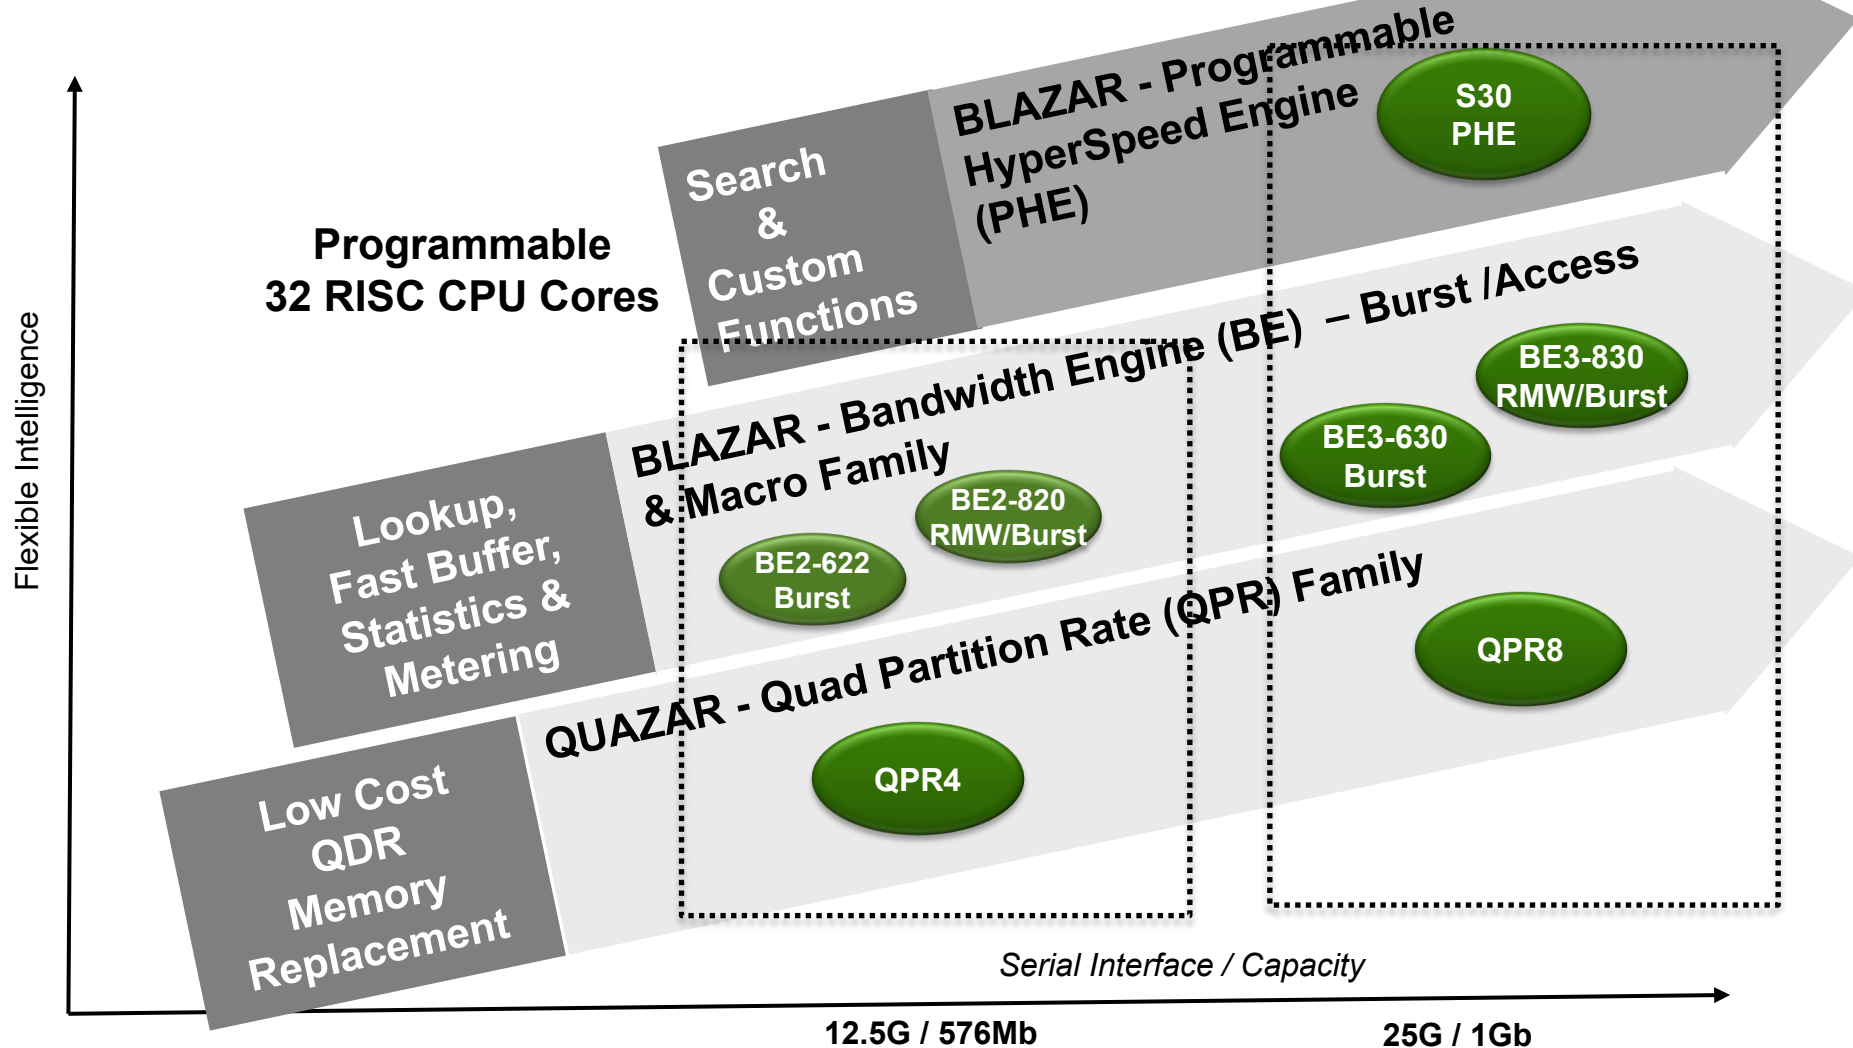 BLAZAR - Programmable
HyperSpeed Engine
(PHE)
S30
PHE
Search
&
Custom
Functions
Programmable
32 RISC CPU Cores
BLAZAR - Bandwidth Engine (BE) – Burst /Access
& Macro Family
BE3-830
RMW/Burst
BE3-630
Burst
BE2-820
RMW/Burst
BE2-622
Burst
Lookup,
Fast Buffer,
Statistics &
Metering
QUAZAR - Quad Partition Rate (QPR) Family
QPR8
QPR4
Low Cost
QDR
Memory
Replacement
Flexible Intelligence
Serial Interface / Capacity
12.5G / 576Mb
25G / 1Gb